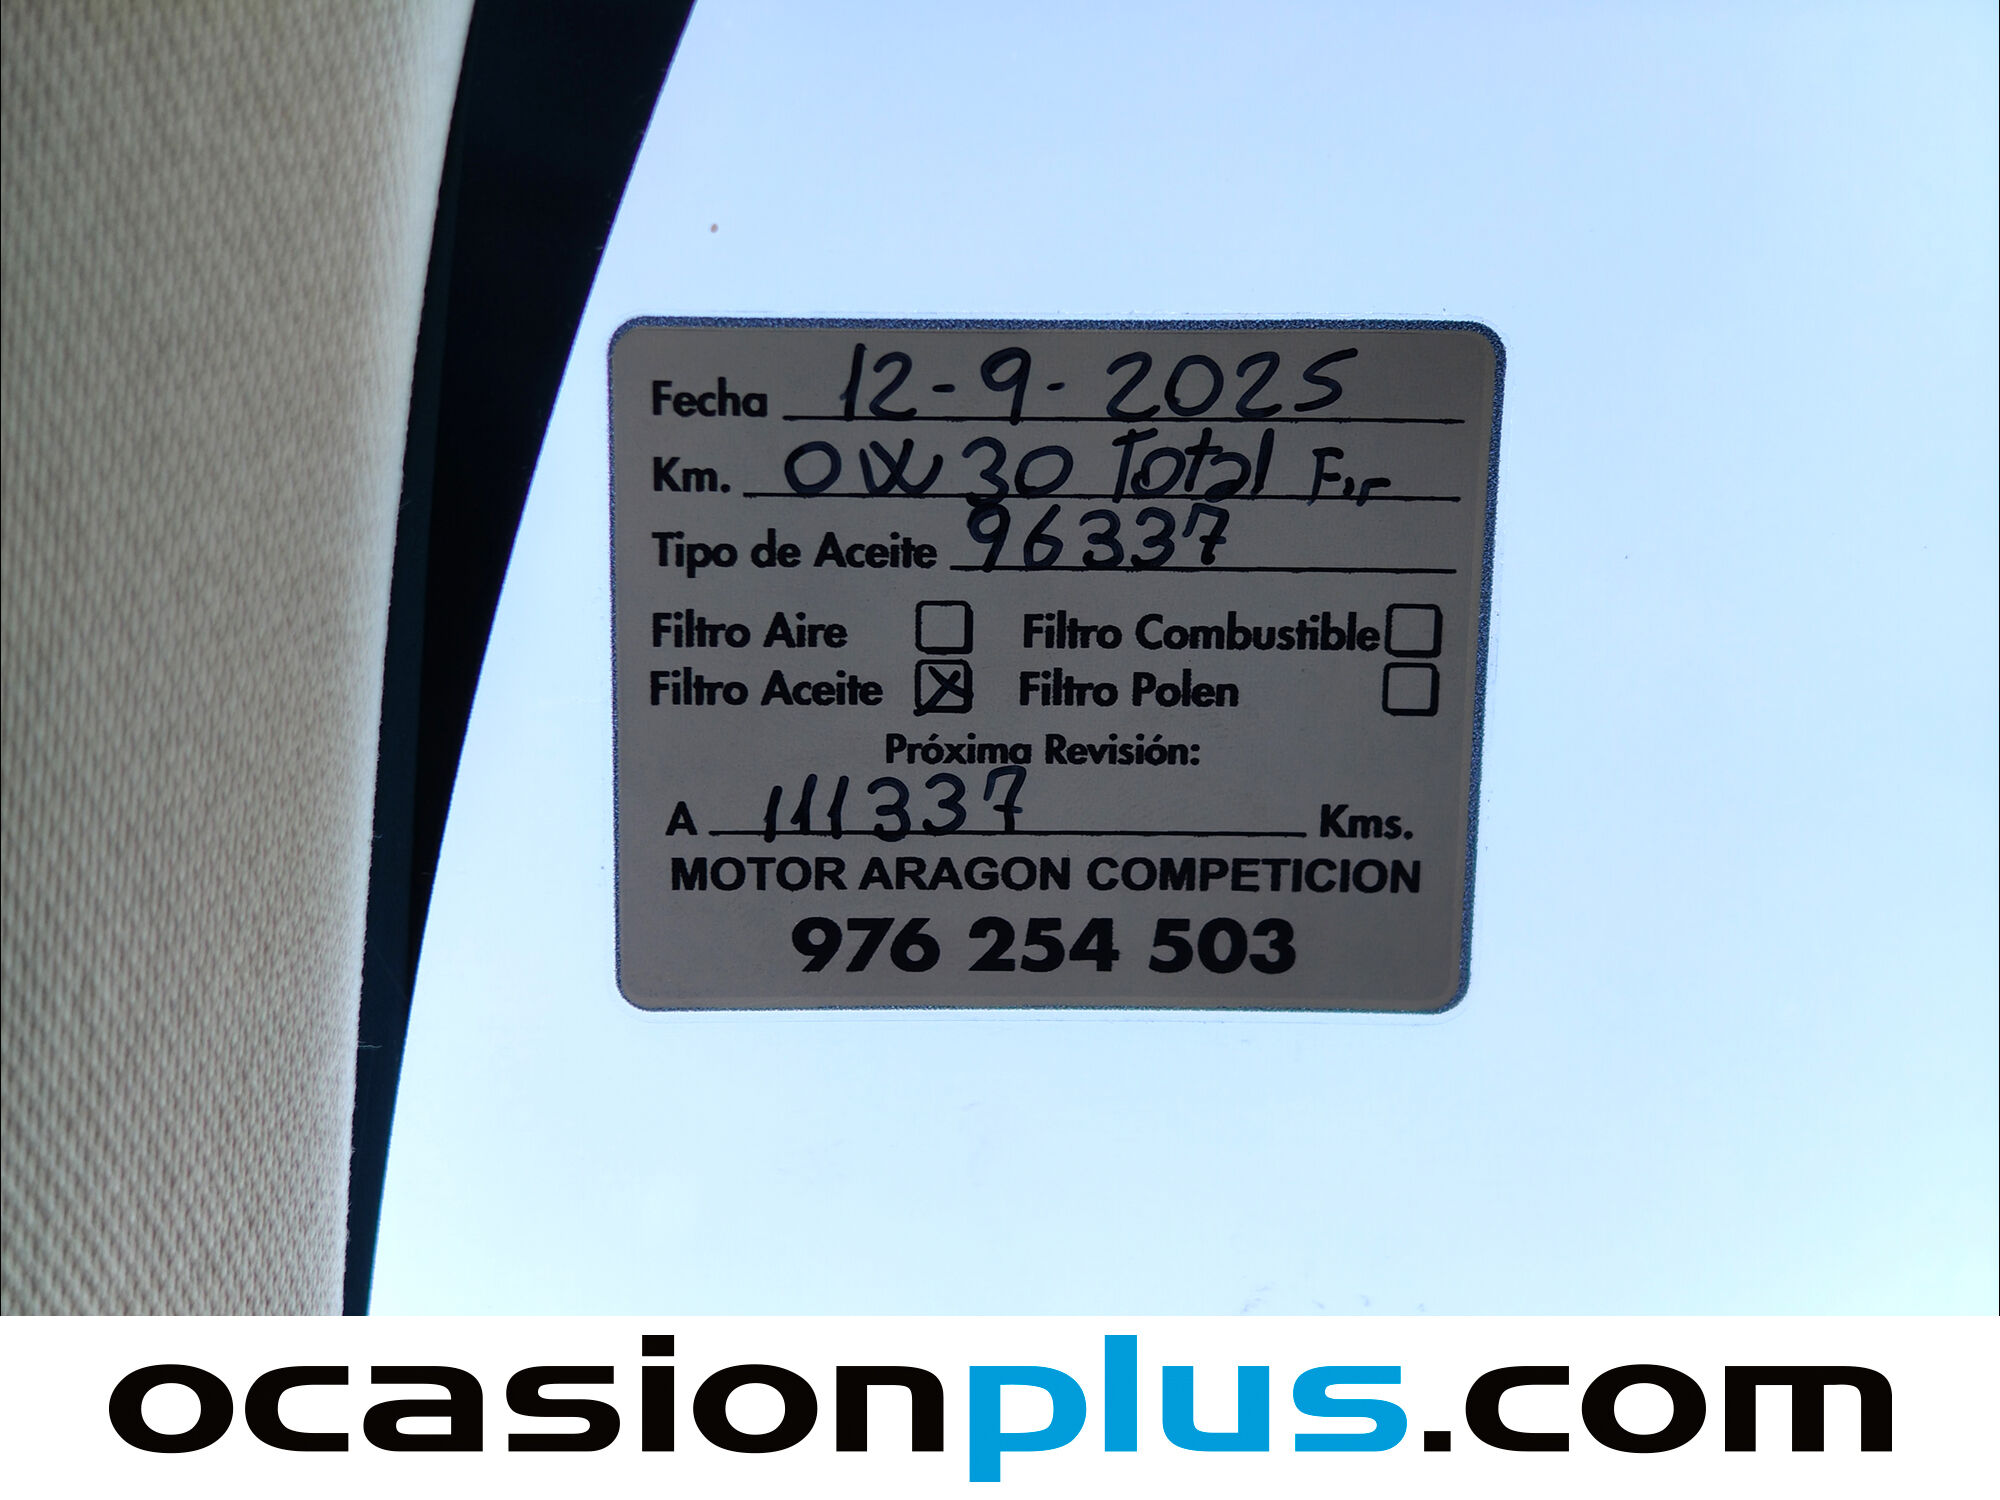 Fecha 12-9-2025
Km. 0W30 Total
Tipo de Aceite 96337
Filtro Aire Filtro Combustible
Filtro Aceite X Filtro Polen
Próxima Revisión:
A 111337 Kms.
MOTOR ARAGON COMPETICION
976 254 503
ocasionplus.com